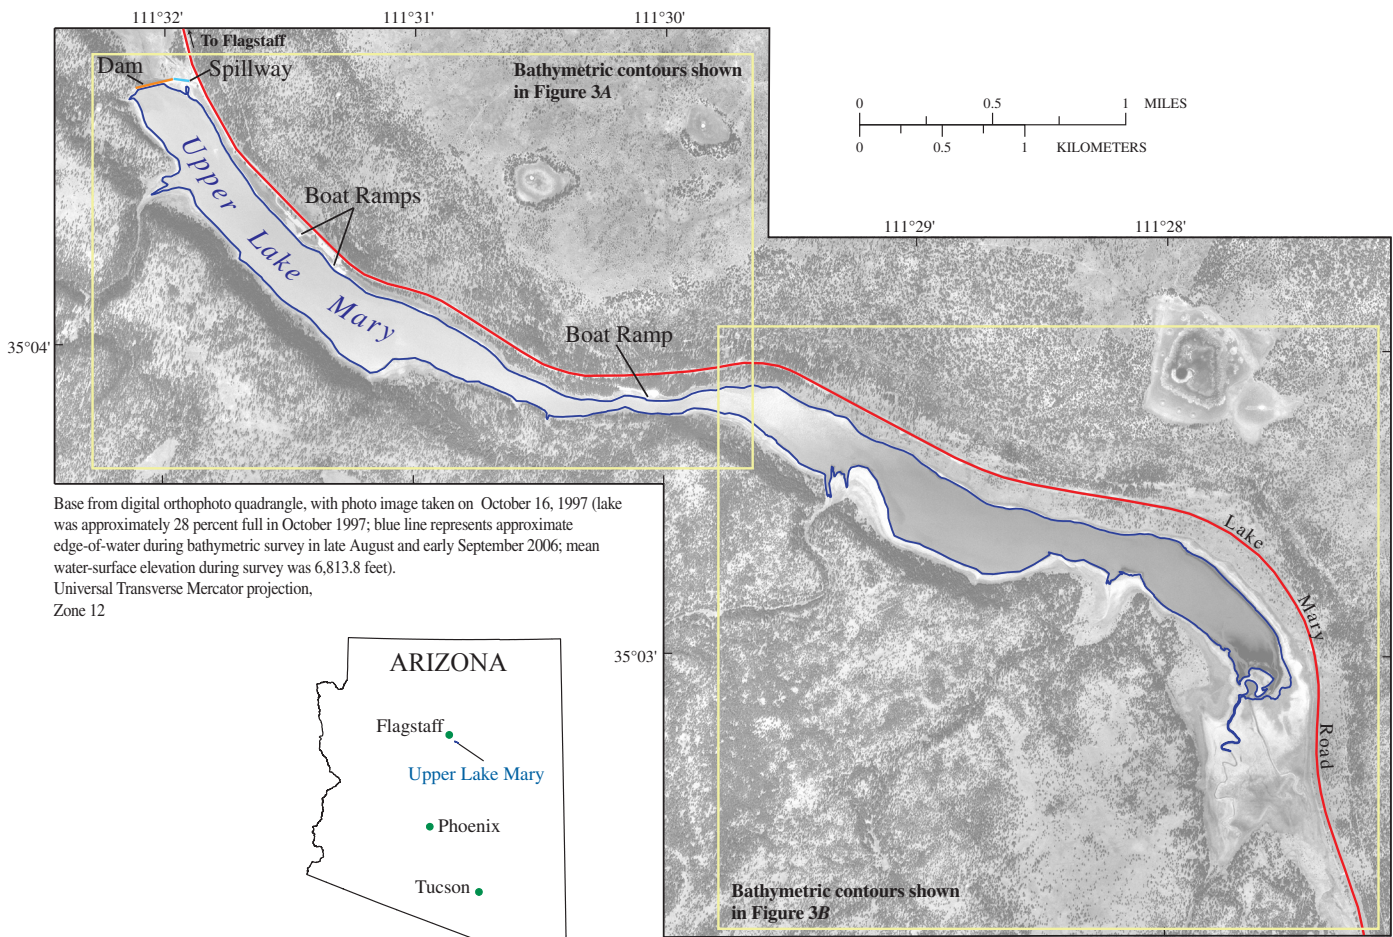 111°32'
111°31'
111°30'
To Flagstaff
Dam
Spillway
Bathymetric contours shown
in Figure 3A
0 0.5 1 MILES
0 0.5 1 KILOMETERS
Upper
Lake
Mary
Boat Ramps
111°29'
111°28'
Boat Ramp
35°04'
Base from digital orthophoto quadrangle, with photo image taken on October 16, 1997 (lake
was approximately 28 percent full in October 1997; blue line represents approximate
edge-of-water during bathymetric survey in late August and early September 2006; mean
water-surface elevation during survey was 6,813.8 feet).
Universal Transverse Mercator projection,
Zone 12
Lake
Mary
Road
35°03'
ARIZONA
Flagstaff
Upper Lake Mary
Phoenix
Tucson
Bathymetric contours shown
in Figure 3B